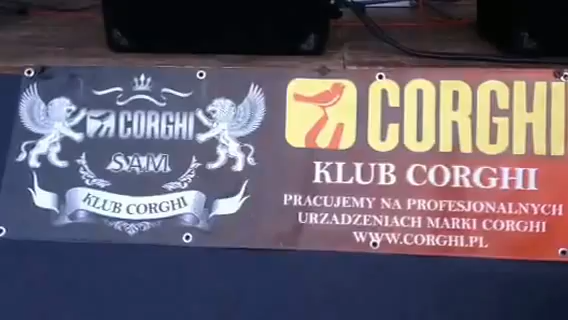 CORGHI
SAM
KLUB CORGHI
CORGHI
KLUB CORGHI
PRACUJEMY NA PROFESJONALNYCH
URZADZENIACH MARKI CORGHI
WWW.CORGHI.PL